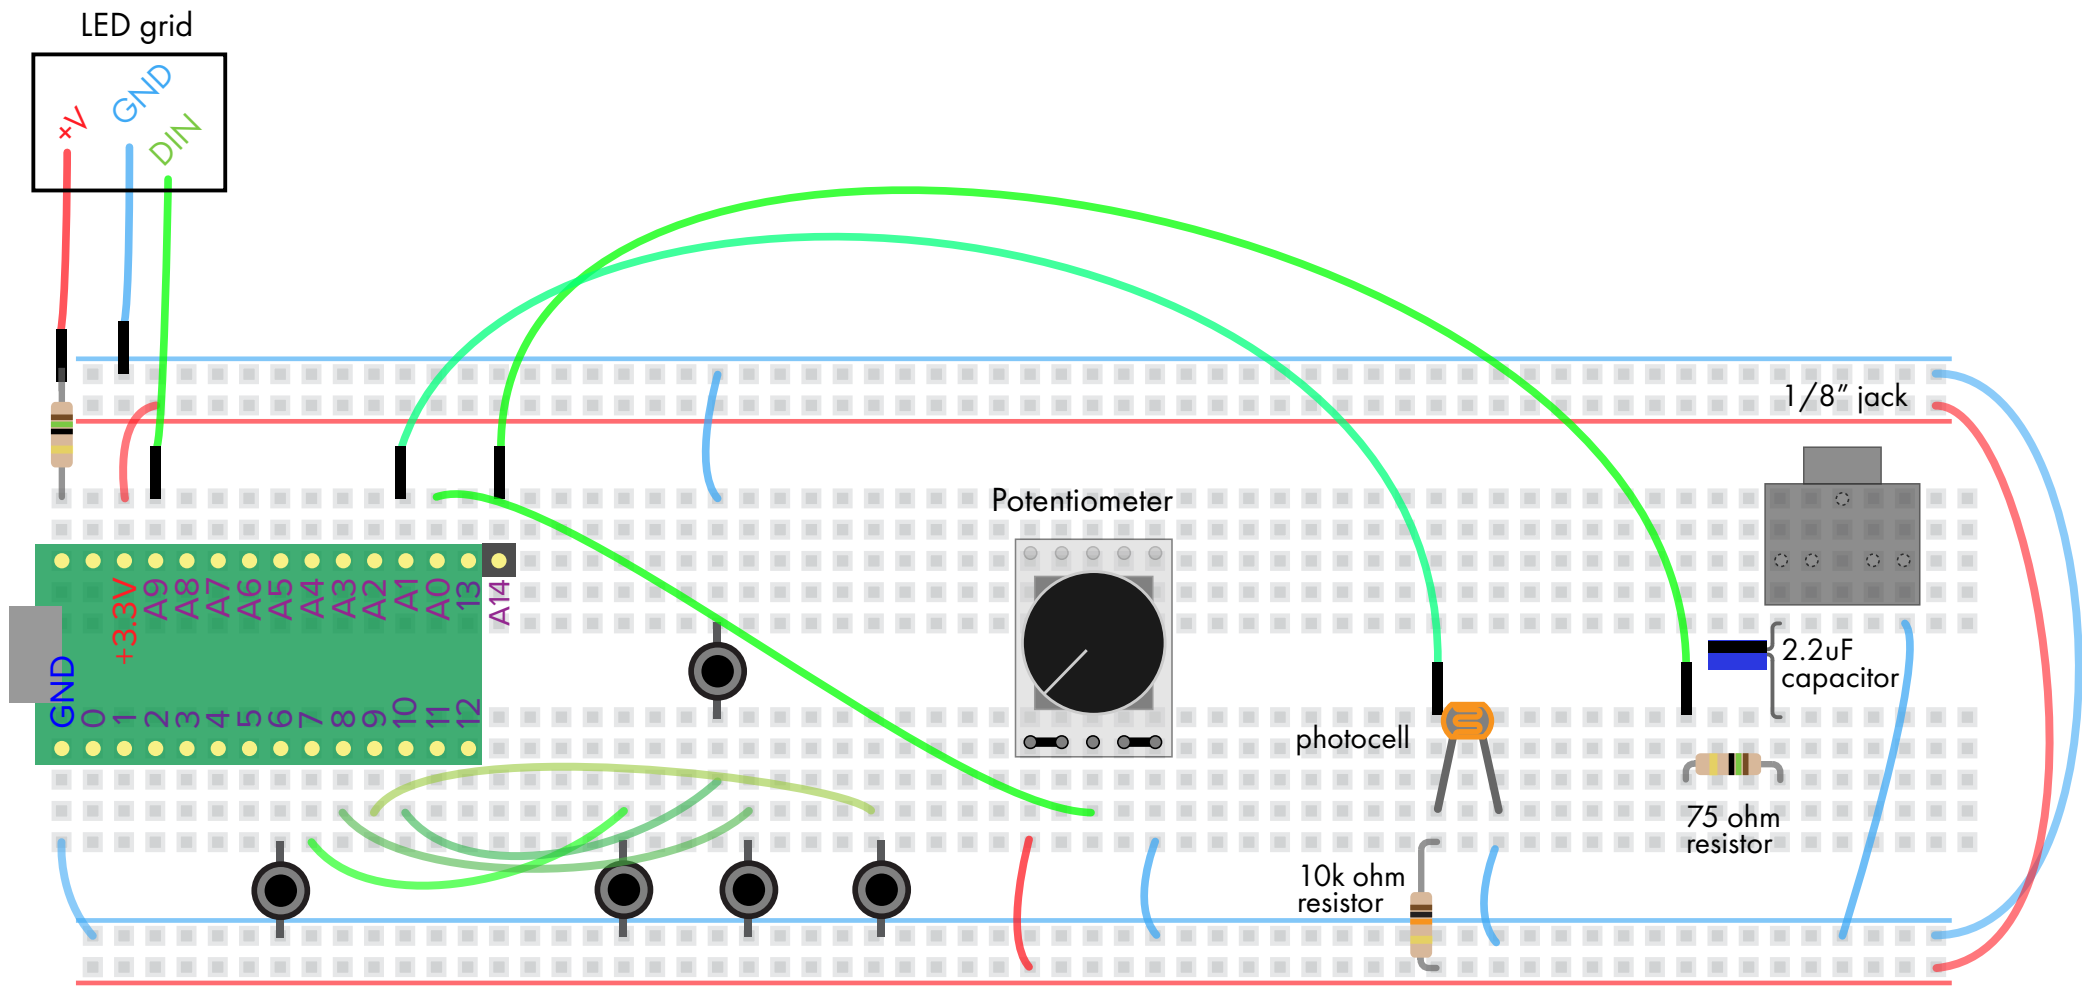 LED grid
+V
GND
DIN
1/8” jack
Potentiometer
+3.3V
A9
A8
A7
A6
A5
A4
A3
A2
A1
A0
13
A14
GND
0
1
2
3
4
5
6
7
8
9
10
11
12
2.2uF
capacitor
photocell
75 ohm
resistor
10k ohm
resistor